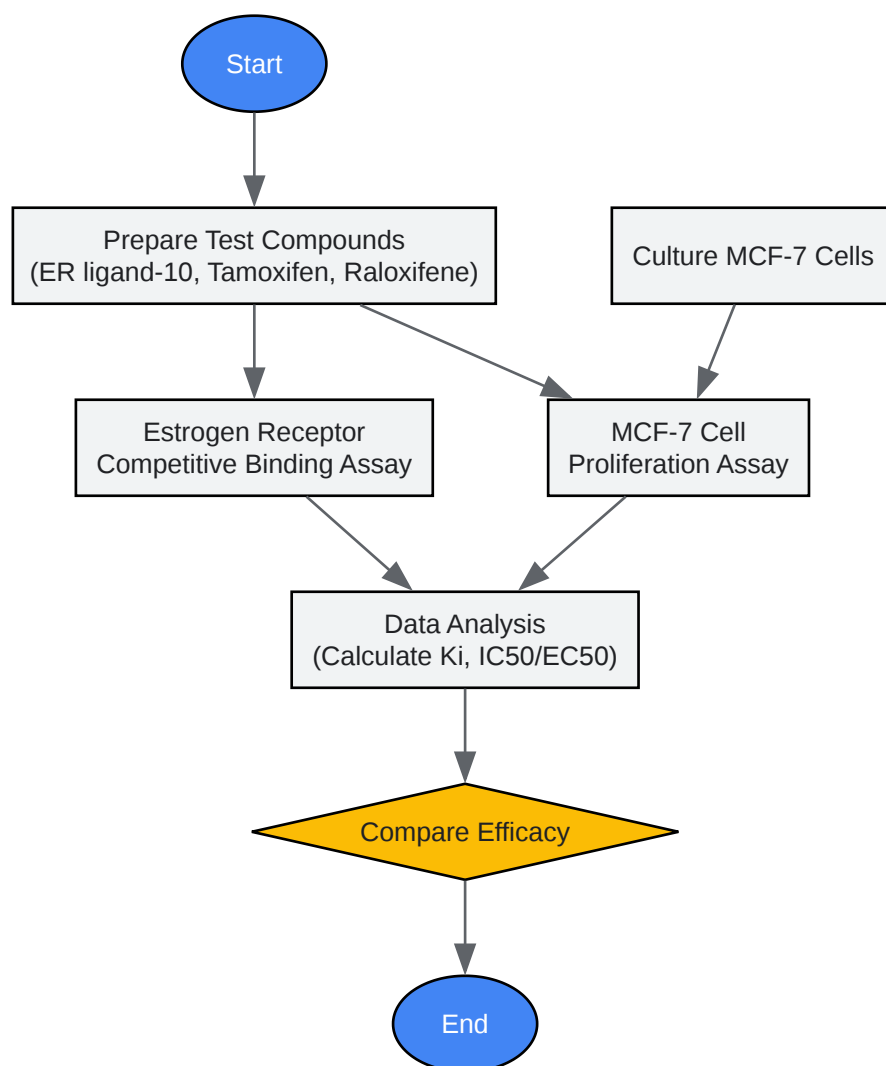 Start
Prepare Test Compounds
(ER ligand-10, Tamoxifen, Raloxifene)
Culture MCF-7 Cells
Estrogen Receptor
Competitive Binding Assay
MCF-7 Cell
Proliferation Assay
Data Analysis
(Calculate Ki, IC50/EC50)
Compare Efficacy
End